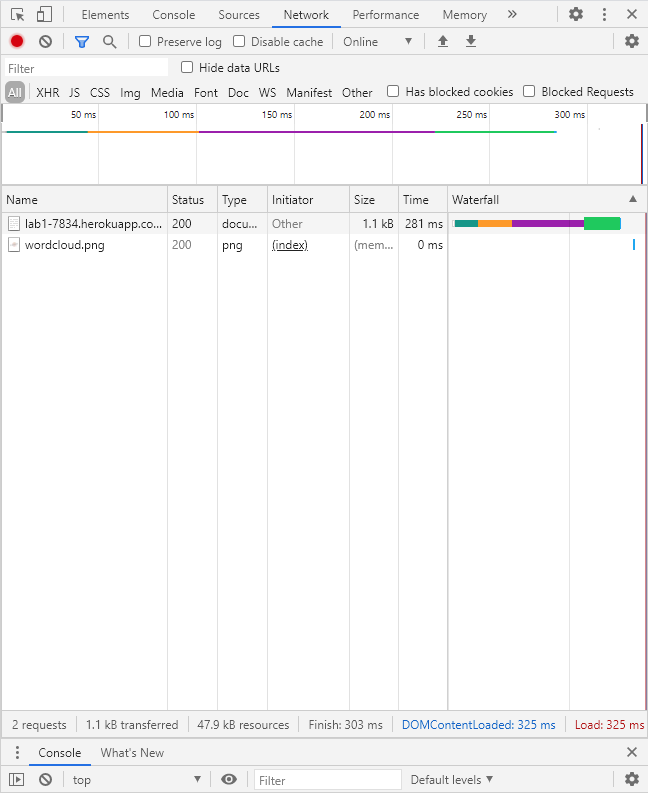 Elements Console Sources Network Performance Memory »
Preserve log Disable cache Online
Filter Hide data URLs
All XHR JS CSS Img Media Font Doc WS Manifest Other Has blocked cookies Blocked Requests
50 ms 100 ms 150 ms 200 ms 250 ms 300 ms
Name Status Type Initiator Size Time Waterfall
lab1-7834.herokuapp.co... 200 docu... Other 1.1 kB 281 ms
wordcloud.png 200 png (index) (mem... 0 ms
2 requests 1.1 kB transferred 47.9 kB resources Finish: 303 ms DOMContentLoaded: 325 ms Load: 325 ms
Console What's New
top Filter Default levels